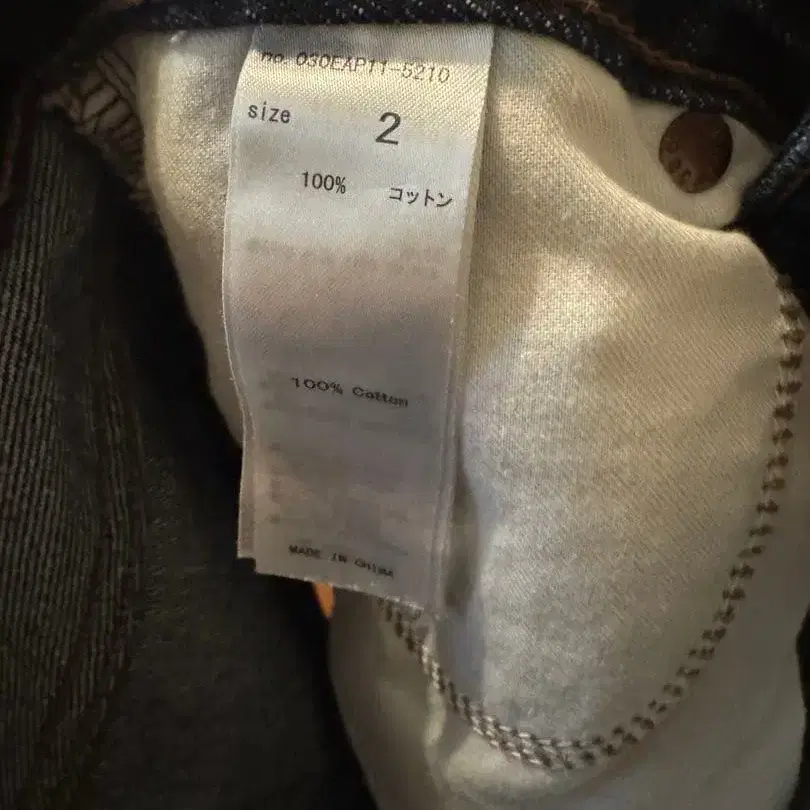 no. 030EAP11-5210
size 2
100% コットン
100% Cotton
MADE IN CHINA